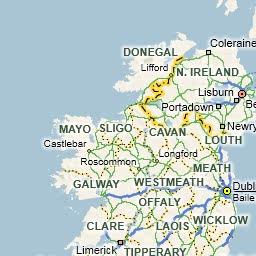 Coleraine
DONEGAL
Lifford
N. IRELAND
Lisburn
Be
Portadown
Newry
MAYO
SLIGO
CAVAN
LOUTH
Castlebar
Roscommon
Longford
MEATH
GALWAY
WESTMEATH
Dubl
Baile
OFFALY
WICKLOW
CLARE
LAOIS
Limerick
TIPPERARY